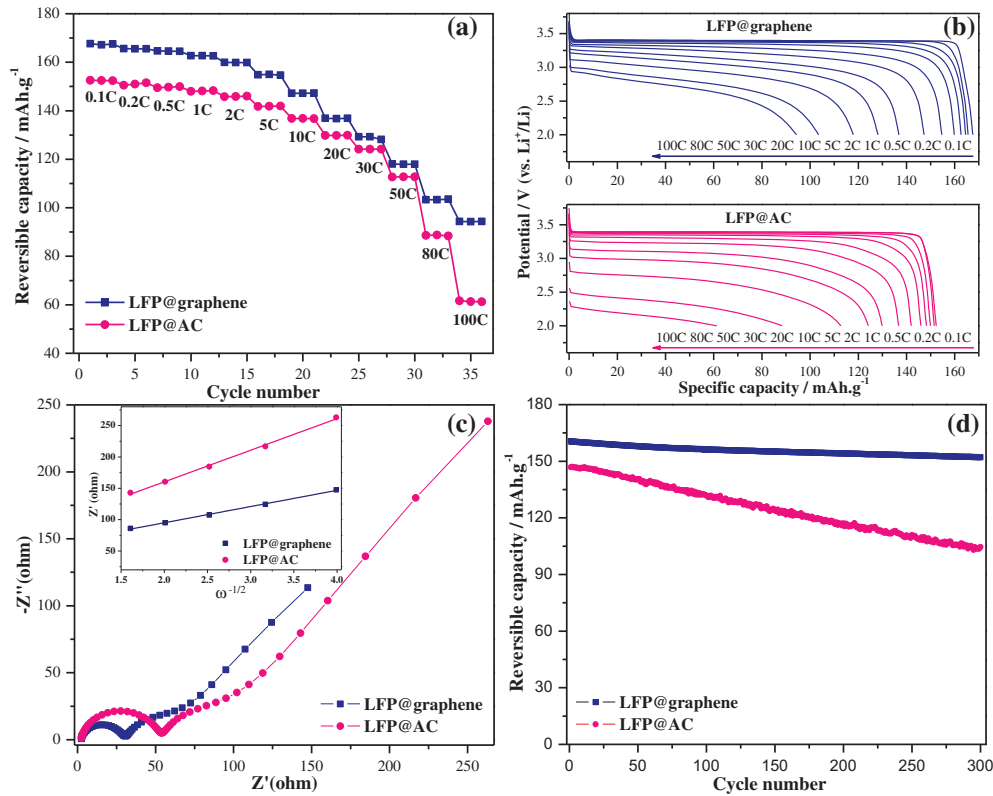 (a)
180
160
140
120
100
80
60
40
Reversible capacity / mAh.g-1
0.1C 0.2C 0.5C 1C 2C 5C 10C 20C 30C 50C 80C 100C
LFP@graphene
LFP@AC
0 5 10 15 20 25 30 35
Cycle number
(b)
LFP@graphene
3.5
3.0
2.5
2.0
100C 80C 50C 30C 20C 10C 5C 2C 1C 0.5C 0.2C 0.1C
0 20 40 60 80 100 120 140 160
Potential / V (vs. Li+/Li)
LFP@AC
3.5
3.0
2.5
2.0
100C 80C 50C 30C 20C 10C 5C 2C 1C 0.5C 0.2C 0.1C
0 20 40 60 80 100 120 140 160
Specific capacity / mAh.g-1
(c)
250
200
150
100
50
0
-Z''(ohm)
250
200
150
100
50
Z' (ohm)
LFP@graphene
LFP@AC
1.5 2.0 2.5 3.0 3.5 4.0
ω-1/2
LFP@graphene
LFP@AC
0 50 100 150 200 250
Z'(ohm)
(d)
180
150
120
90
60
30
0
Reversible capacity / mAh.g-1
LFP@graphene
LFP@AC
0 50 100 150 200 250 300
Cycle number